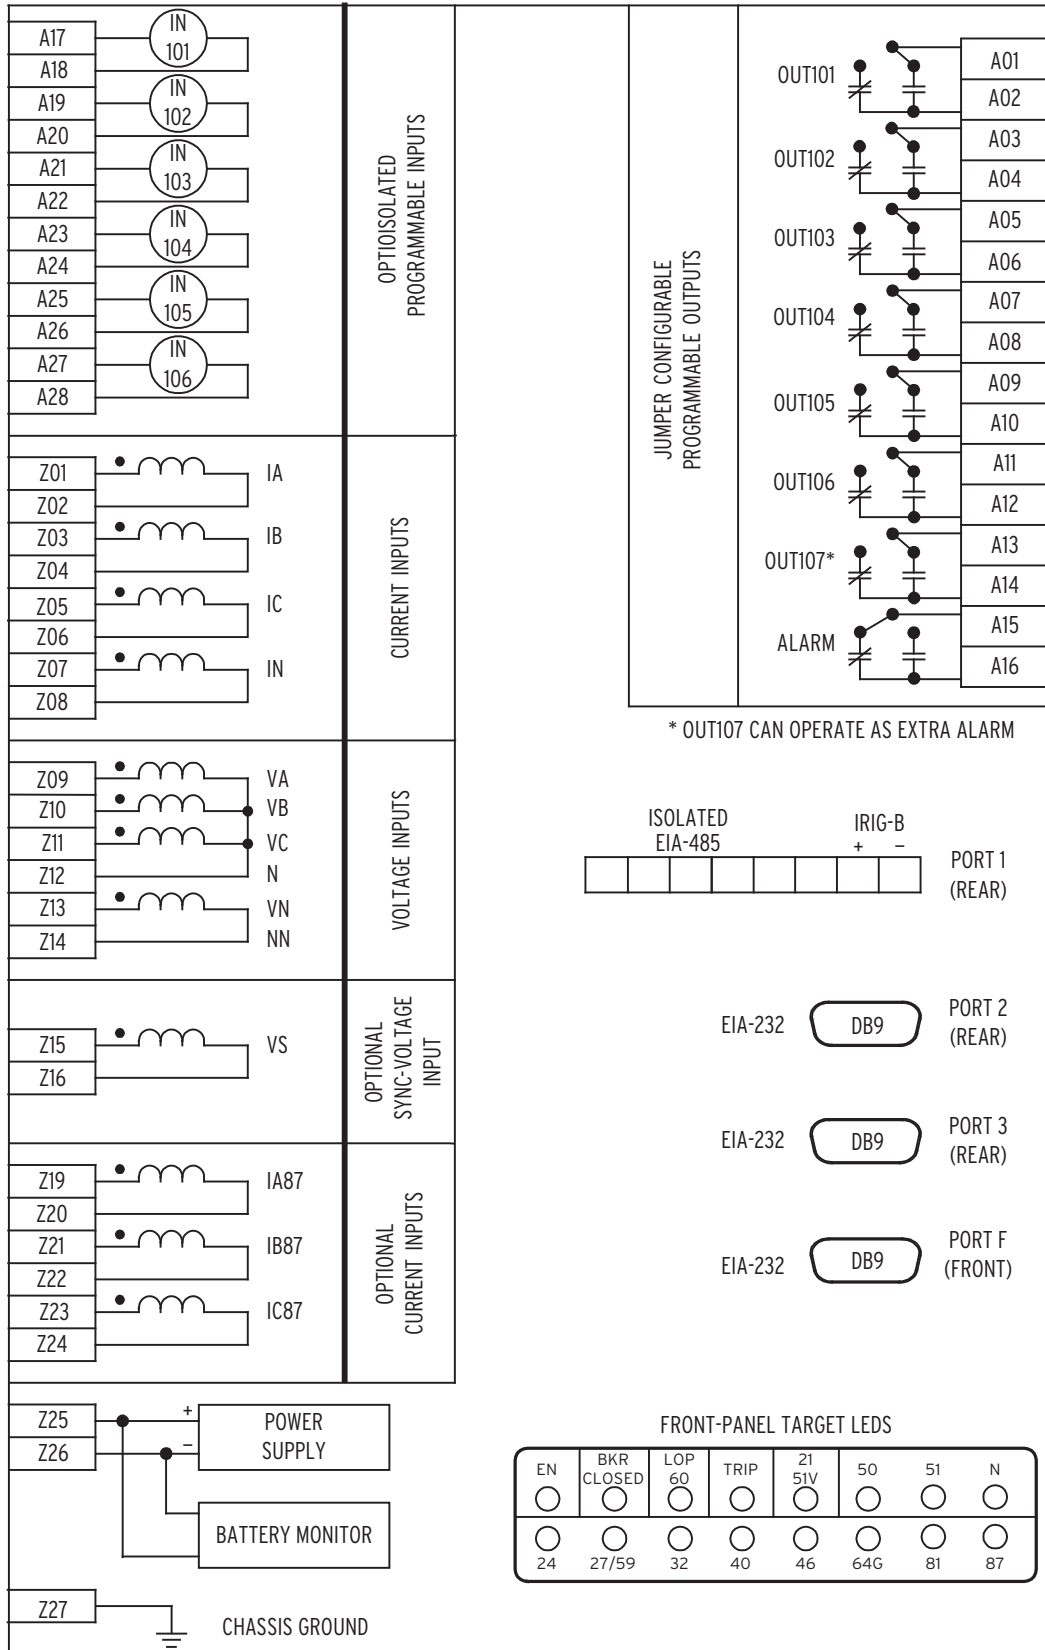 A17
IN
101
A18
A19
IN
102
A20
A21
IN
103
A22
A23
IN
104
A24
A25
IN
105
A26
A27
IN
106
A28
OPTIOISOLATED
PROGRAMMABLE INPUTS
Z01
IA
Z02
Z03
IB
Z04
Z05
IC
Z06
Z07
IN
Z08
CURRENT INPUTS
Z09
VA
Z10
VB
Z11
VC
Z12
N
Z13
VN
Z14
NN
VOLTAGE INPUTS
Z15
VS
Z16
OPTIONAL
SYNC-VOLTAGE
INPUT
Z19
IA87
Z20
Z21
IB87
Z22
Z23
IC87
Z24
OPTIONAL
CURRENT INPUTS
Z25
+
Z26
–
POWER
SUPPLY
BATTERY MONITOR
Z27
CHASSIS GROUND
JUMPER CONFIGURABLE
PROGRAMMABLE OUTPUTS
OUT101
A01
A02
OUT102
A03
A04
OUT103
A05
A06
OUT104
A07
A08
OUT105
A09
A10
OUT106
A11
A12
OUT107*
A13
A14
ALARM
A15
A16
* OUT107 CAN OPERATE AS EXTRA ALARM
ISOLATED
EIA-485
IRIG-B
+ –
PORT 1
(REAR)
EIA-232
DB9
PORT 2
(REAR)
EIA-232
DB9
PORT 3
(REAR)
EIA-232
DB9
PORT F
(FRONT)
FRONT-PANEL TARGET LEDS
EN
BKR
CLOSED
LOP
60
TRIP
21
51V
50
51
N
24
27/59
32
40
46
64G
81
87